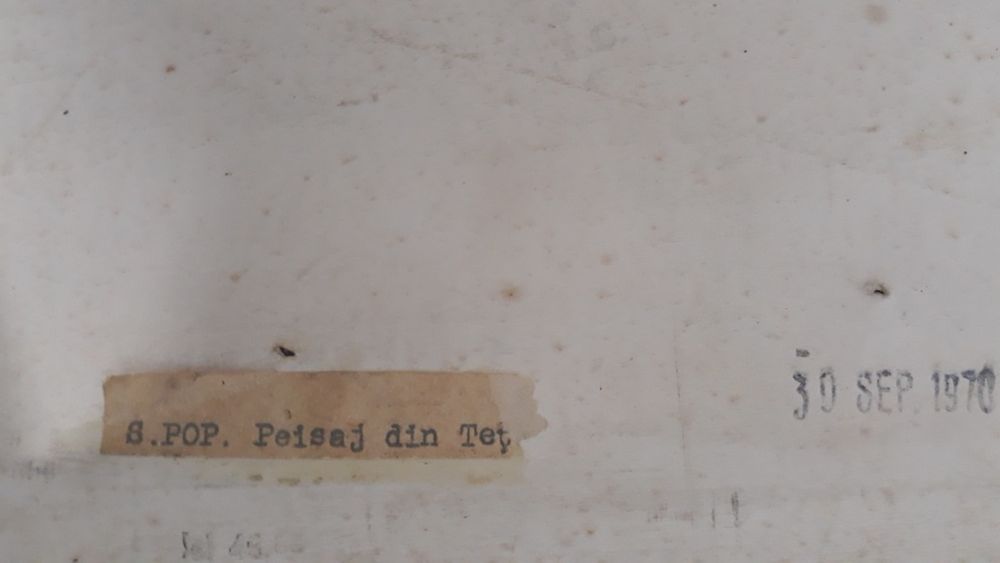 S.POP. Peisaj din Teţ
30 SEP. 1970